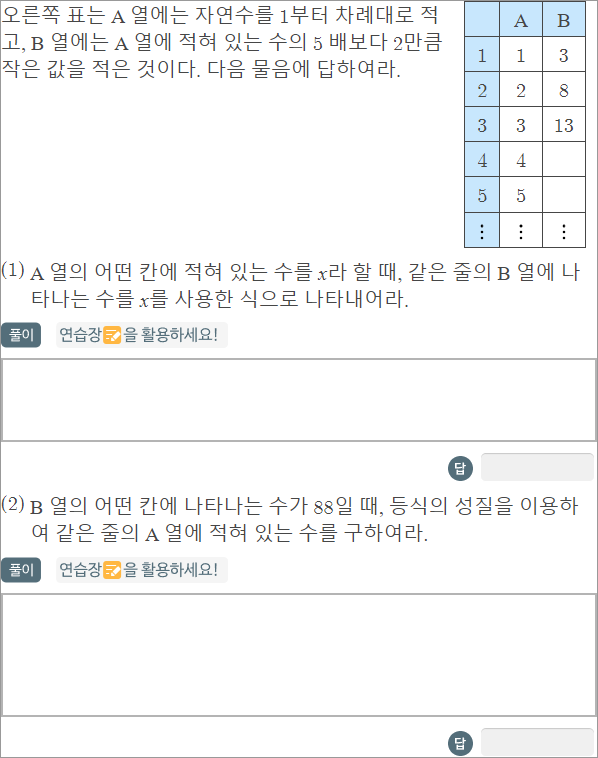 오른쪽 표는 A 열에는 자연수를 1부터 차례대로 적
고, B 열에는 A 열에 적혀 있는 수의 5 배보다 2만큼
작은 값을 적은 것이다. 다음 물음에 답하여라.
A B
1 1 3
2 2 8
3 3 13
4 4
5 5
⋮ ⋮ ⋮
(1) A 열의 어떤 칸에 적혀 있는 수를 x라 할 때, 같은 줄의 B 열에 나
타나는 수를 x를 사용한 식으로 나타내어라.
풀이 연습장을 활용하세요!
답
(2) B 열의 어떤 칸에 나타나는 수가 88일 때, 등식의 성질을 이용하
여 같은 줄의 A 열에 적혀 있는 수를 구하여라.
풀이 연습장을 활용하세요!
답